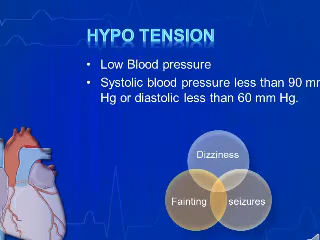 HYPO TENSION
• Low Blood pressure
• Systolic blood pressure less than 90 mm
Hg or diastolic less than 60 mm Hg.
Dizziness
Fainting
seizures